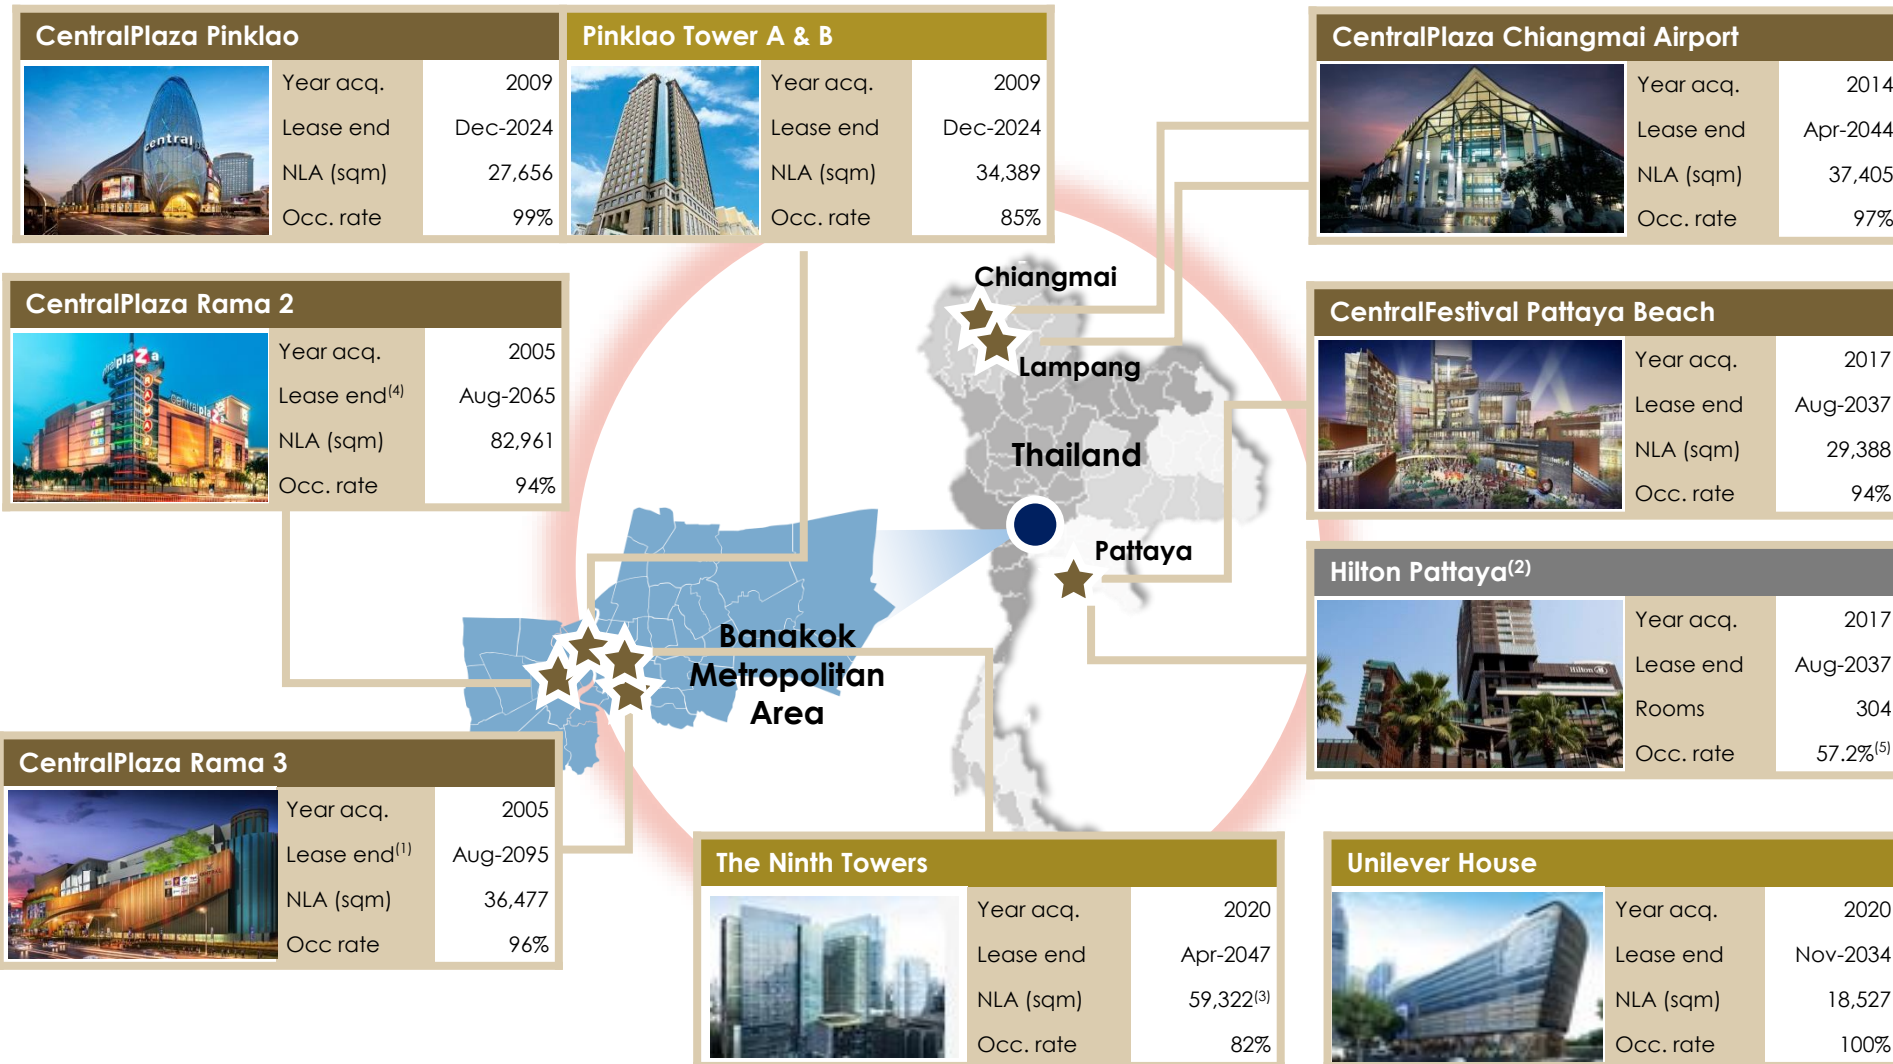 CentralPlaza Pinklao
Year acq. 2009
Lease end Dec-2024
NLA (sqm) 27,656
Occ. rate 99%
Pinklao Tower A & B
Year acq. 2009
Lease end Dec-2024
NLA (sqm) 34,389
Occ. rate 85%
CentralPlaza Chiangmai Airport
Year acq. 2014
Lease end Apr-2044
NLA (sqm) 37,405
Occ. rate 97%
CentralPlaza Rama 2
Year acq. 2005
Lease end(4) Aug-2065
NLA (sqm) 82,961
Occ. rate 94%
Chiangmai
Lampang
Thailand
Pattaya
Bangkok
Metropolitan
Area
CentralFestival Pattaya Beach
Year acq. 2017
Lease end Aug-2037
NLA (sqm) 29,388
Occ. rate 94%
Hilton Pattaya(2)
Hilton
Year acq. 2017
Lease end Aug-2037
Rooms 304
Occ. rate 57.2%(5)
CentralPlaza Rama 3
Year acq. 2005
Lease end(1) Aug-2095
NLA (sqm) 36,477
Occ rate 96%
The Ninth Towers
Year acq. 2020
Lease end Apr-2047
NLA (sqm) 59,322(3)
Occ. rate 82%
Unilever House
Year acq. 2020
Lease end Nov-2034
NLA (sqm) 18,527
Occ. rate 100%